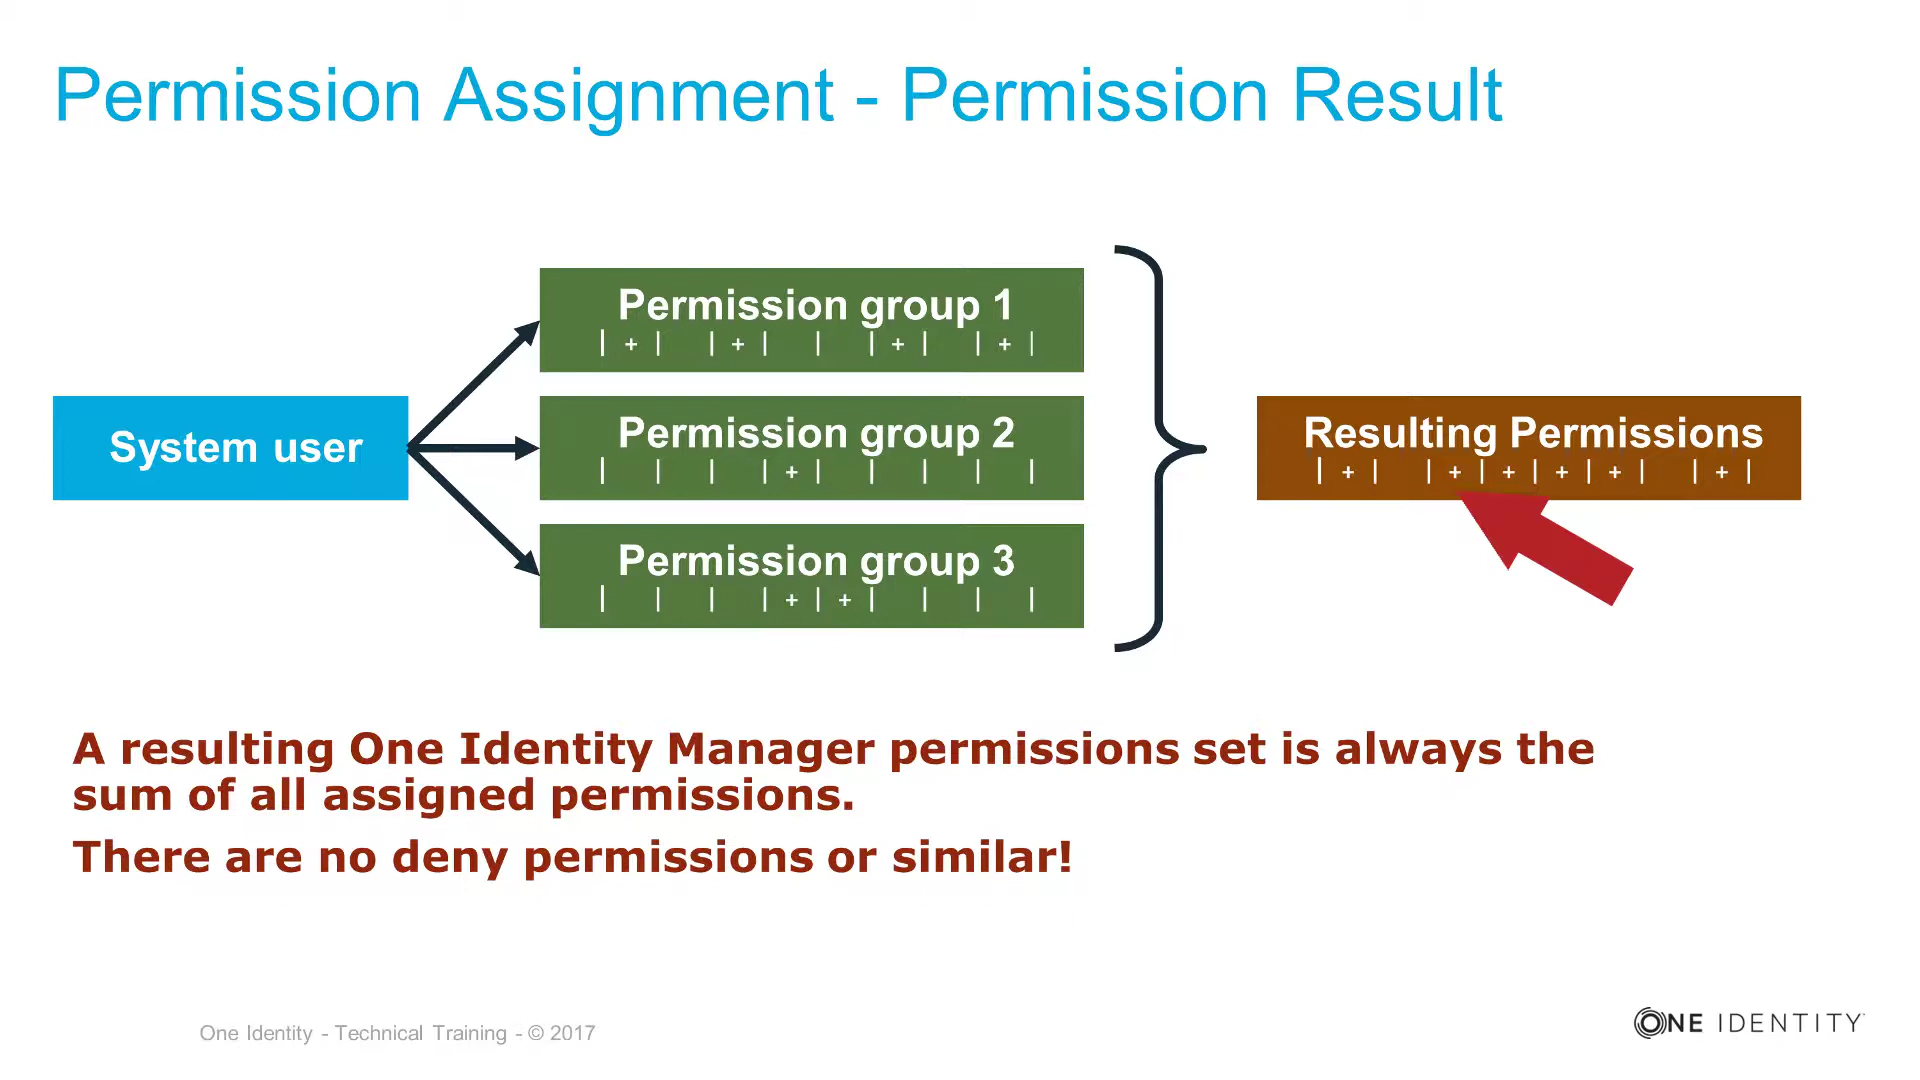 Permission Assignment - Permission Result
Permission group 1
| + | | + | | | + | | + |
System user
Permission group 2
| | | | + | | | | |
Resulting Permissions
| + | | + | + | + | + | | + |
Permission group 3
| | | | + | + | | | |
A resulting One Identity Manager permissions set is always the
sum of all assigned permissions.
There are no deny permissions or similar!
One Identity - Technical Training - © 2017
ONE IDENTITY